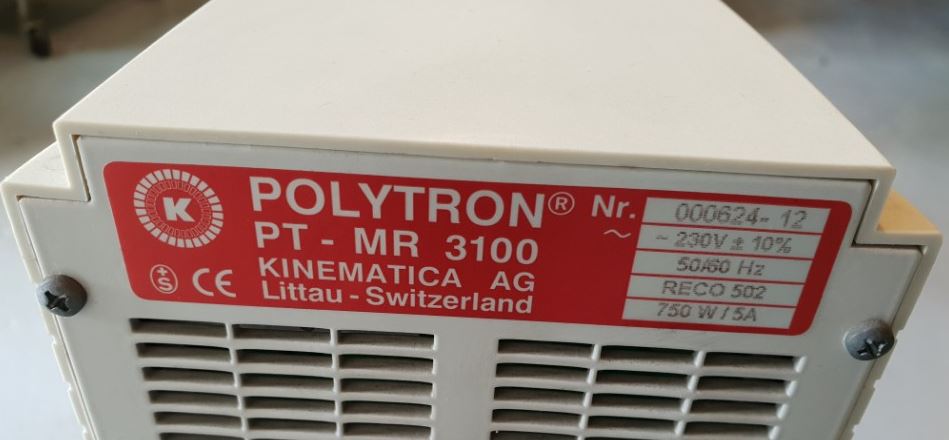 K
POLYTRON® Nr. 000624-12
PT - MR 3100 ~ ~ 230V ± 10%
KINEMATICA AG 50/60 Hz
Littau - Switzerland RECO 502
+S CE 750 W / 5A